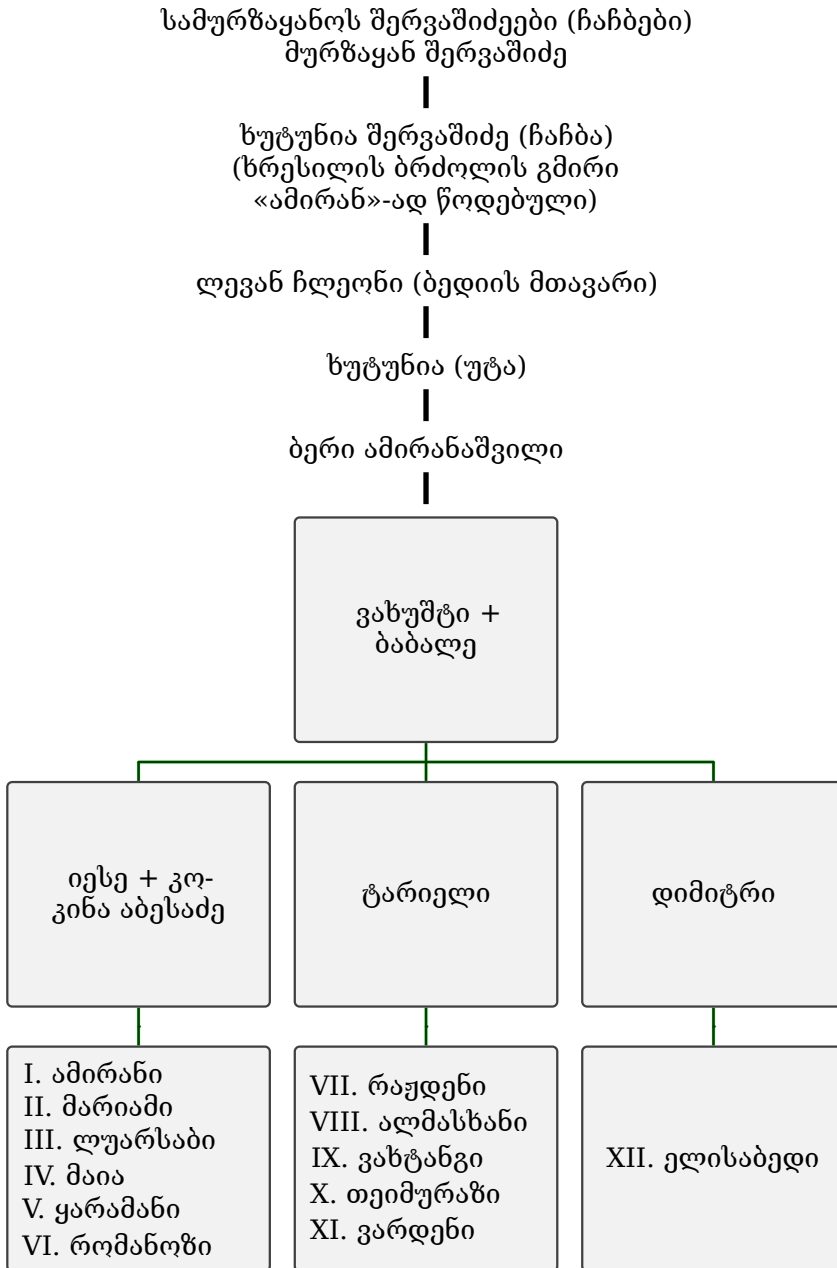 სამურზაყანოს შერვაშიძეები (ჩაჩბები)
მურზაყან შერვაშიძე
ხუტუნია შერვაშიძე (ჩაჩბა)
(ხრესილის ბრძოლის გმირი
«ამირან»-ად წოდებული)
ლევან ჩლეონი (ბედიის მთავარი)
ხუტუნია (უტა)
ბერი ამირანაშვილი
ვახუშტი +
ბაბალე
იესე + კო-
კინა აბესაძე
ტარიელი
დიმიტრი
I. ამირანი
II. მარიამი
III. ლუარსაბი
IV. მაია
V. ყარამანი
VI. რომანოზი
VII. რაჟდენი
VIII. ალმასხანი
IX. ვახტანგი
X. თეიმურაზი
XI. ვარდენი
XII. ელისაბედი